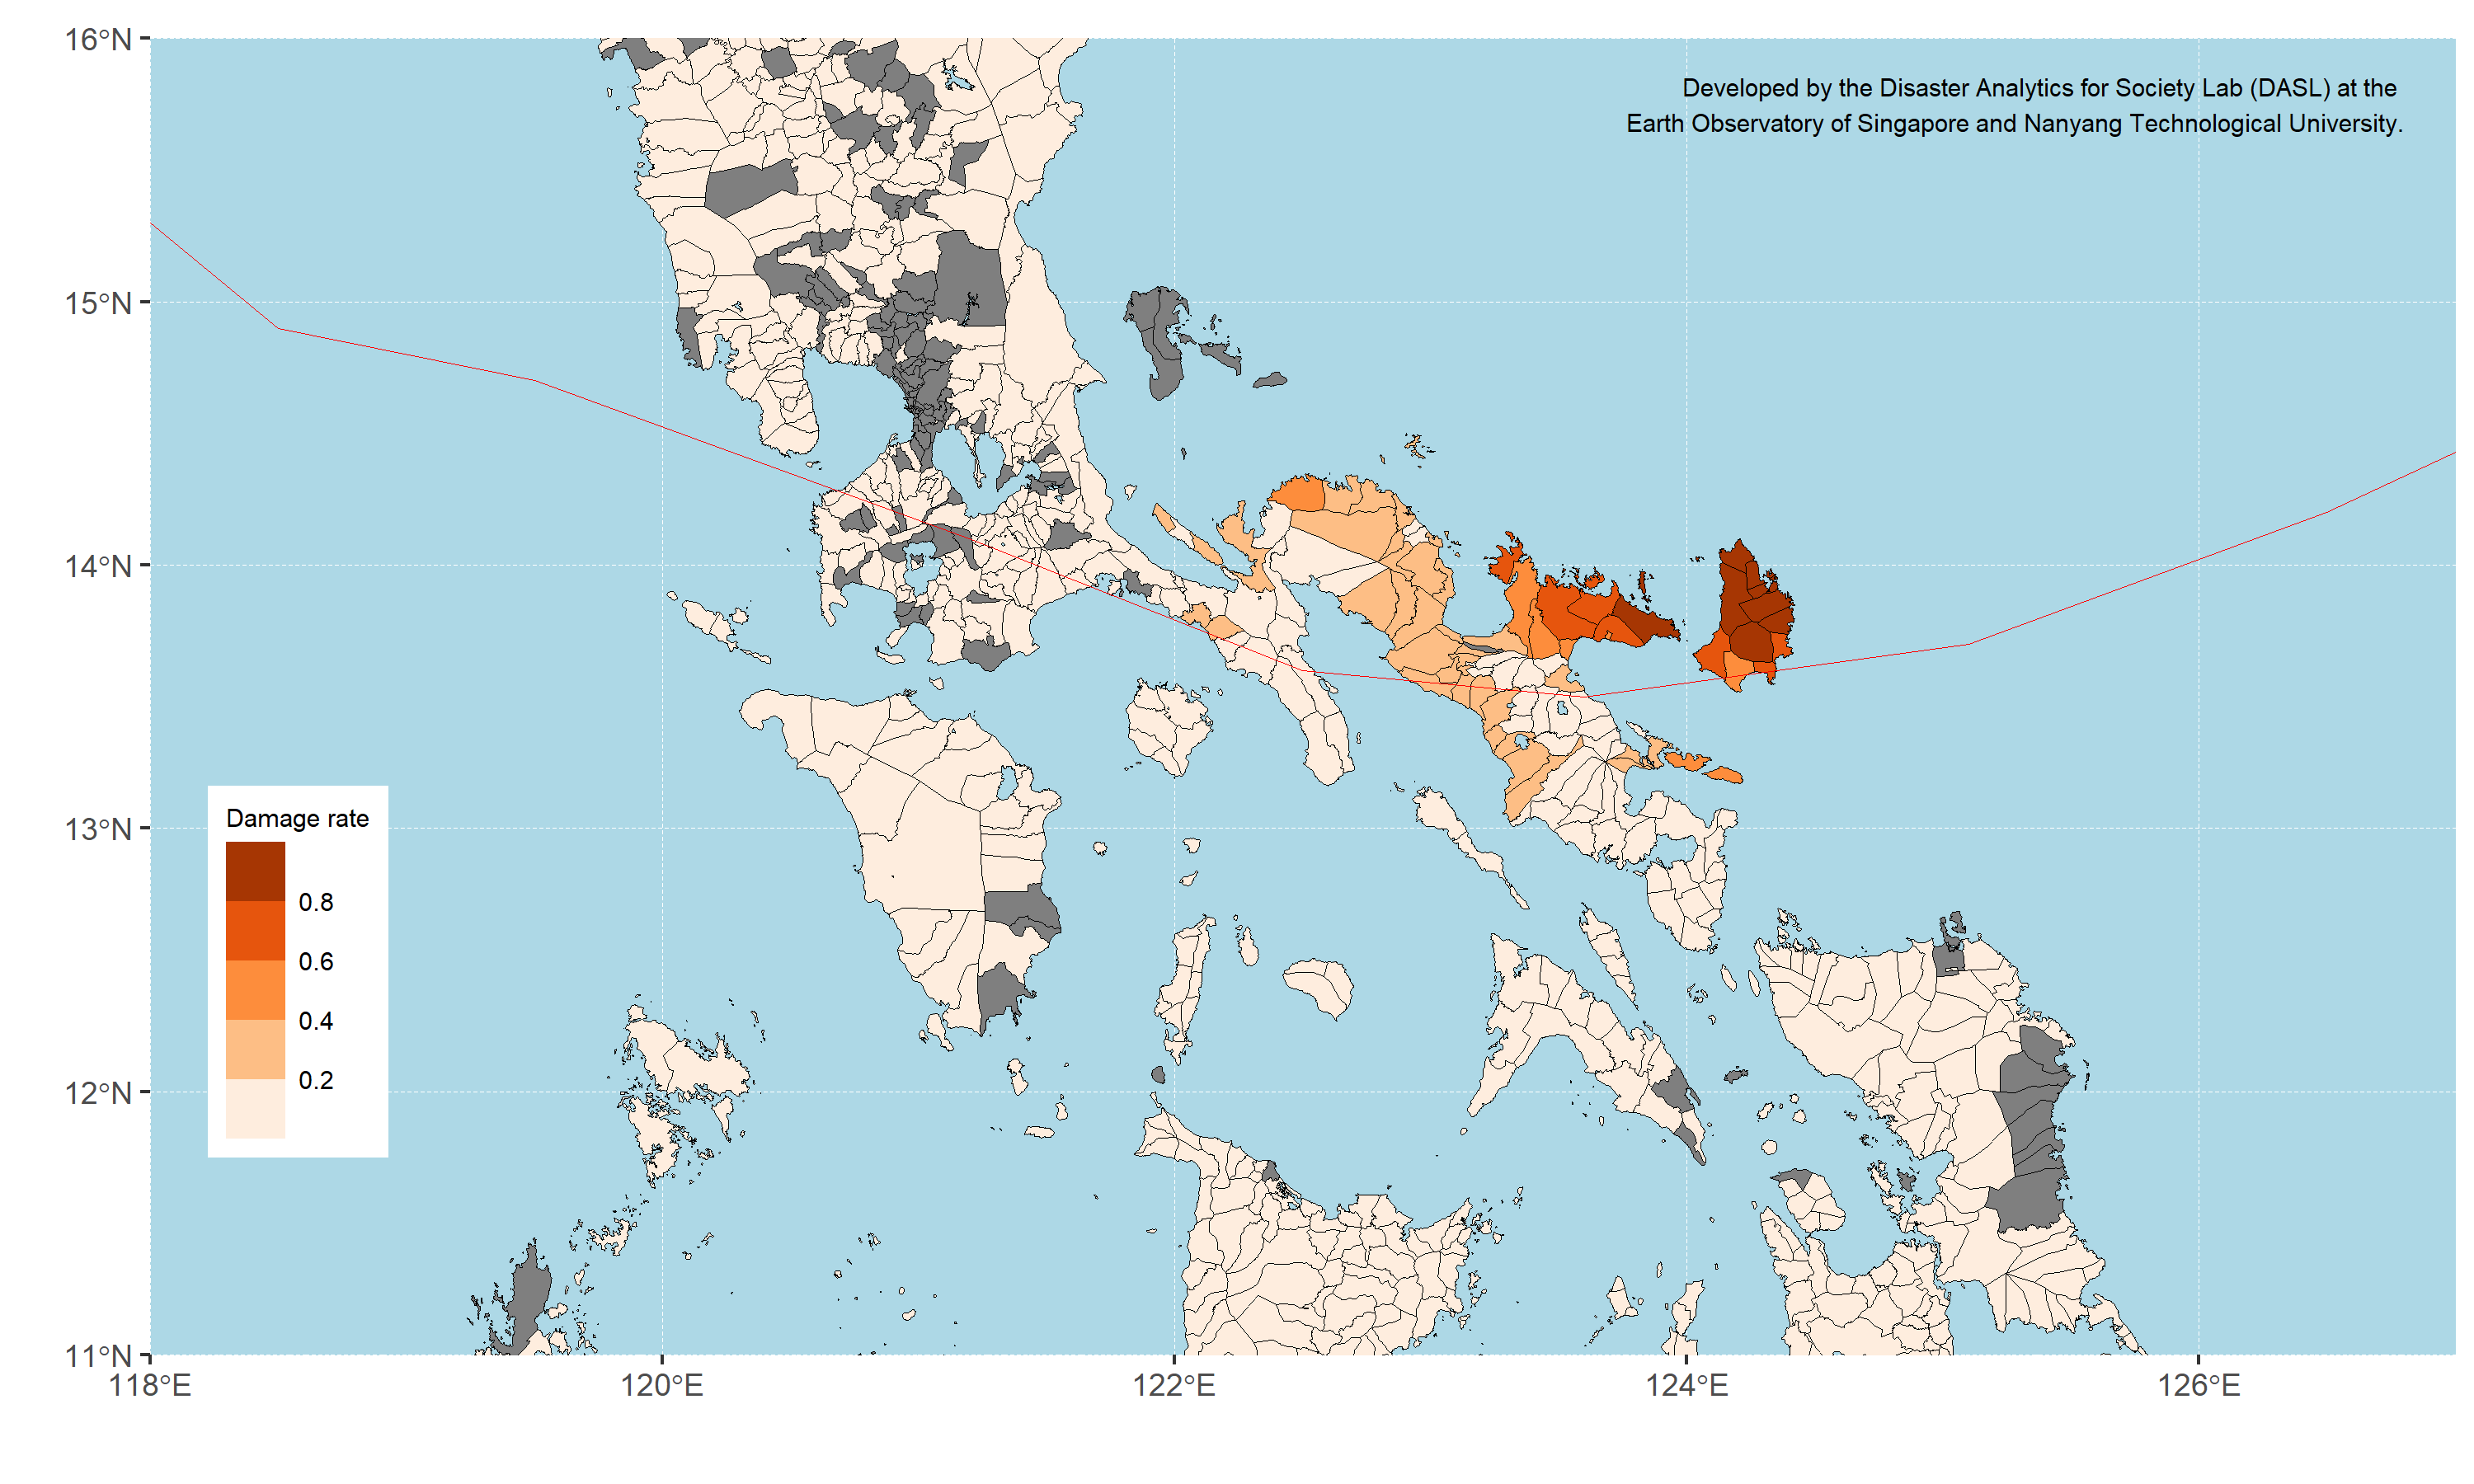 16°N
Developed by the Disaster Analytics for Society Lab (DASL) at the
Earth Observatory of Singapore and Nanyang Technological University.
15°N
14°N
13°N
Damage rate
0.8
0.6
0.4
0.2
12°N
11°N
118°E
120°E
122°E
124°E
126°E